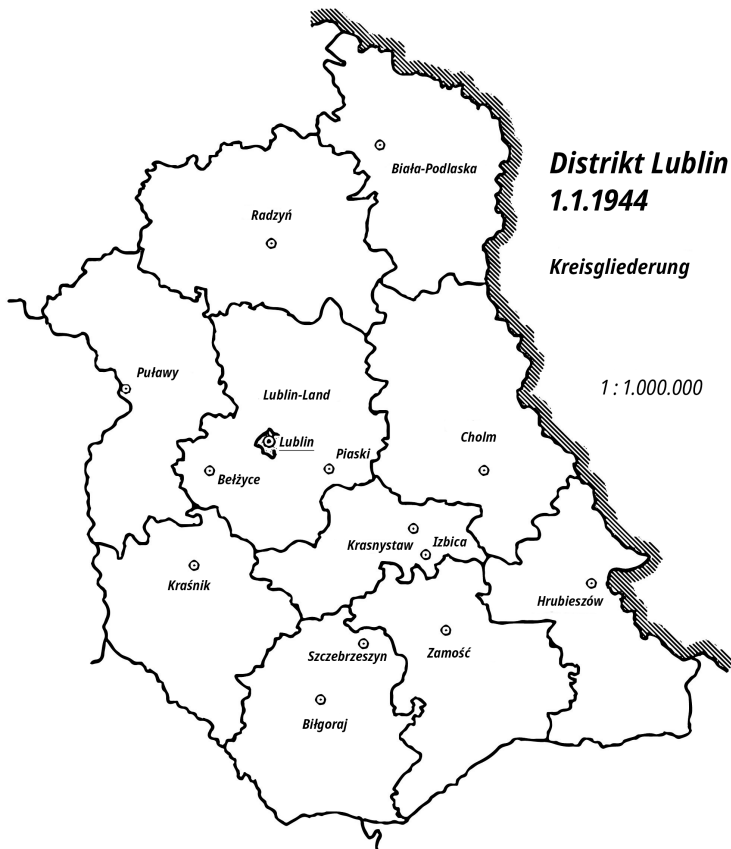 Distrikt Lublin
1.1.1944
Kreisgliederung
1 : 1.000.000
Biała-Podlaska
Radzyń
Puławy
Lublin-Land
Lublin
Piaski
Bełżyce
Cholm
Krasnystaw
Izbica
Kraśnik
Hrubieszów
Szczebrzeszyn
Zamość
Biłgoraj